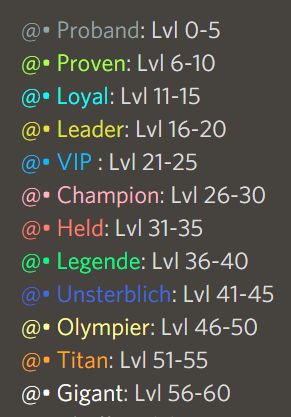 @• Proband: Lvl 0-5
@• Proven: Lvl 6-10
@• Loyal: Lvl 11-15
@• Leader: Lvl 16-20
@• VIP : Lvl 21-25
@• Champion: Lvl 26-30
@• Held: Lvl 31-35
@• Legende: Lvl 36-40
@• Unsterblich: Lvl 41-45
@• Olympier: Lvl 46-50
@• Titan: Lvl 51-55
@• Gigant: Lvl 56-60